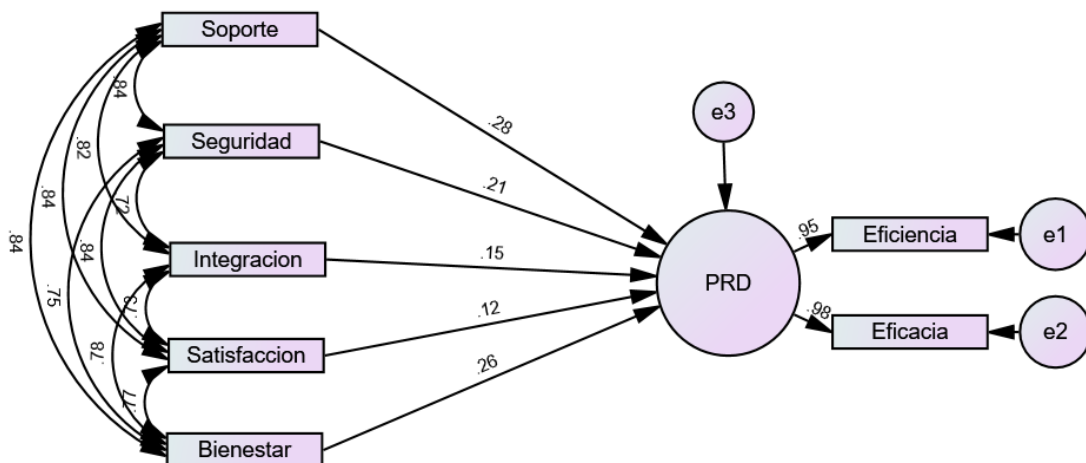 Soporte
.84
.28
e3
Seguridad
.82
.21
.72
.84
.95
Eficiencia
e1
.84
.84
Integracion
.15
PRD
.75
.73
.12
.98
Eficacia
e2
.78
Satisfaccion
.77
.26
Bienestar